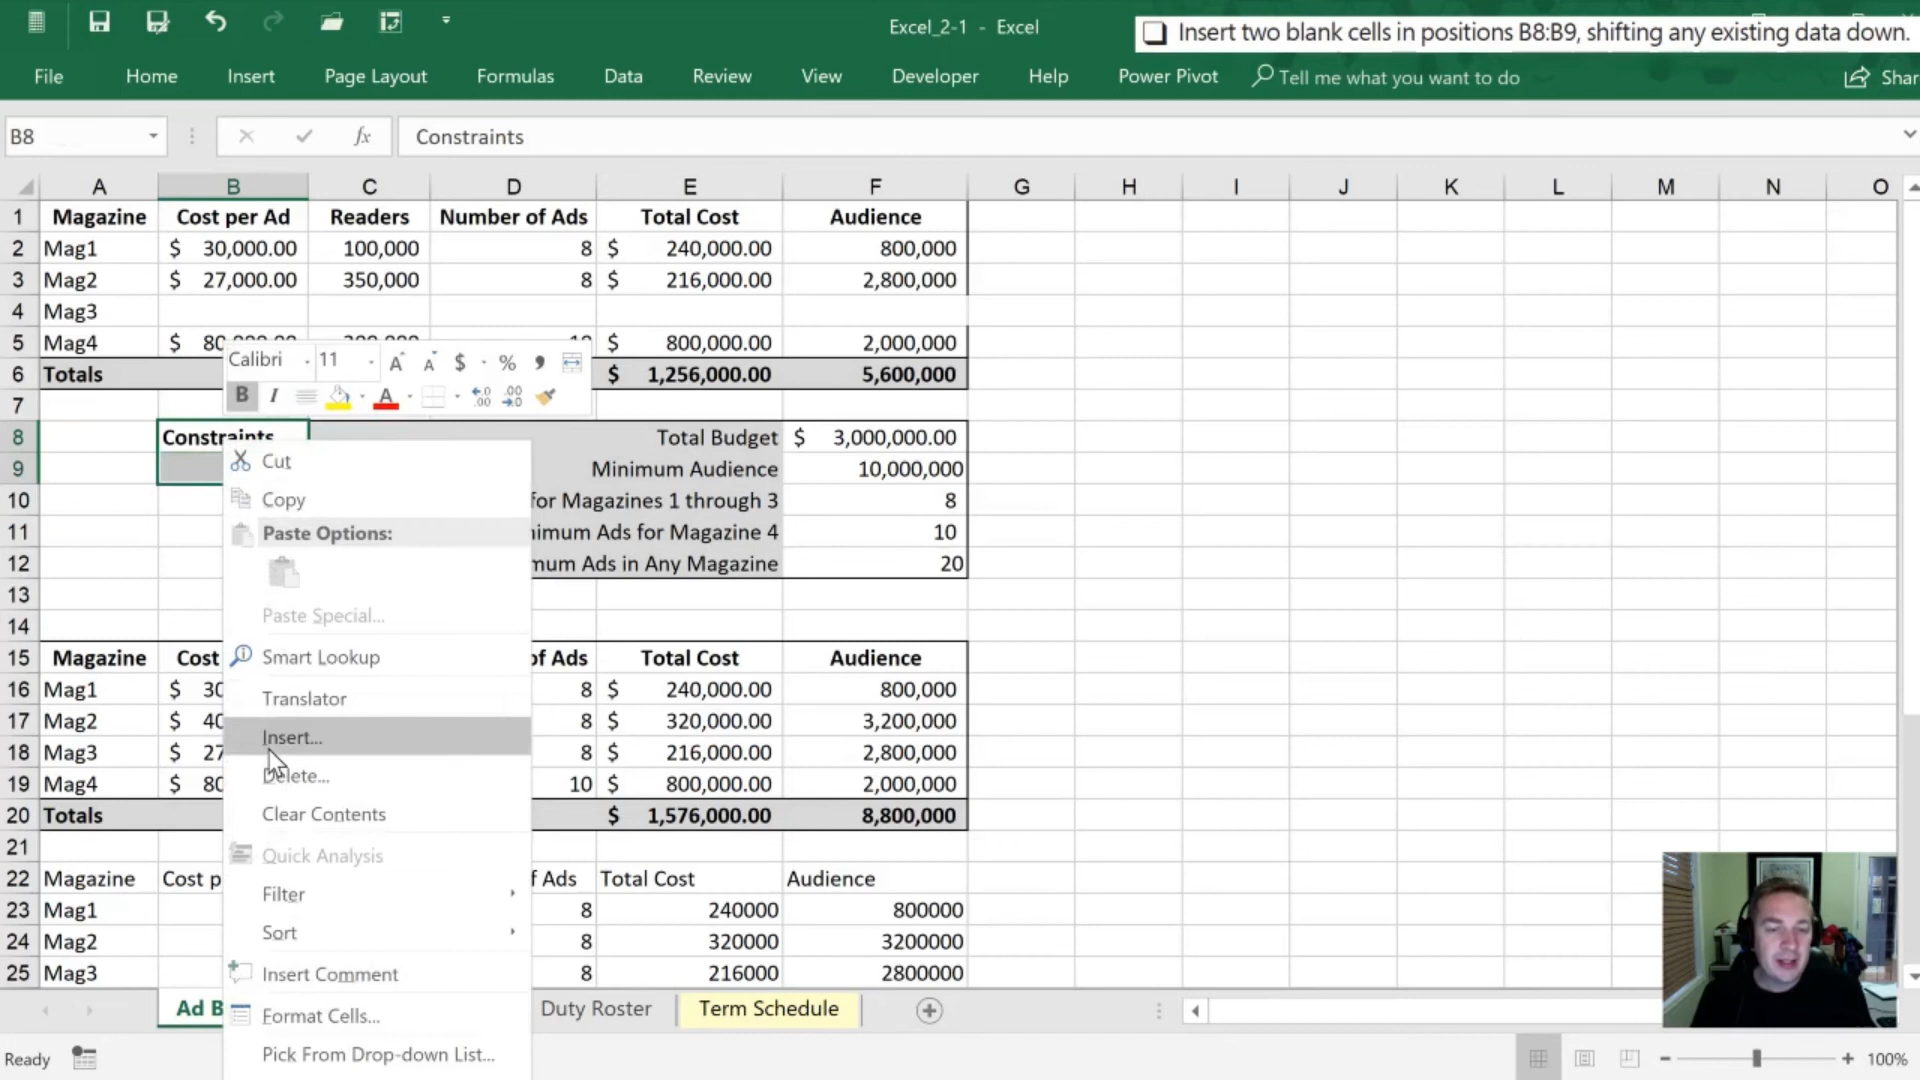 Excel_2-1 - Excel
Insert two blank cells in positions B8:B9, shifting any existing data down.
File Home Insert Page Layout Formulas Data Review View Developer Help Power Pivot Tell me what you want to do
B8 fx Constraints
A B C D E F G H I J K L M N O
1 Magazine Cost per Ad Readers Number of Ads Total Cost Audience
2 Mag1 $ 30,000.00 100,000 8 $ 240,000.00 800,000
3 Mag2 $ 27,000.00 350,000 8 $ 216,000.00 2,800,000
4 Mag3
5 Mag4 $ $ 800,000.00 2,000,000
Calibri 11 A A $ % ,
6 Totals $ 1,256,000.00 5,600,000
B I A .00 .00
7
8 Constraints Total Budget $ 3,000,000.00
Cut
9 Minimum Audience 10,000,000
Copy
10 for Magazines 1 through 3 8
Paste Options:
11 Ads for Magazine 4 10
12 Ads in Any Magazine 20
13
Paste Special...
14
15 Magazine Cost of Ads Total Cost Audience
Smart Lookup
16 Mag1 $ 8 $ 240,000.00 800,000
Translator
17 Mag2 $ 8 $ 320,000.00 3,200,000
Insert...
18 Mag3 $ 8 $ 216,000.00 2,800,000
Delete...
19 Mag4 $ 10 $ 800,000.00 2,000,000
20 Totals $ 1,576,000.00 8,800,000
Clear Contents
21
Quick Analysis
22 Magazine Cost Ads Total Cost Audience
Filter
23 Mag1 8 240000 800000
Sort
24 Mag2 8 320000 3200000
25 Mag3 8 216000 2800000
Insert Comment
Ad Duty Roster Term Schedule
Format Cells...
Pick From Drop-down List...
Ready 100%